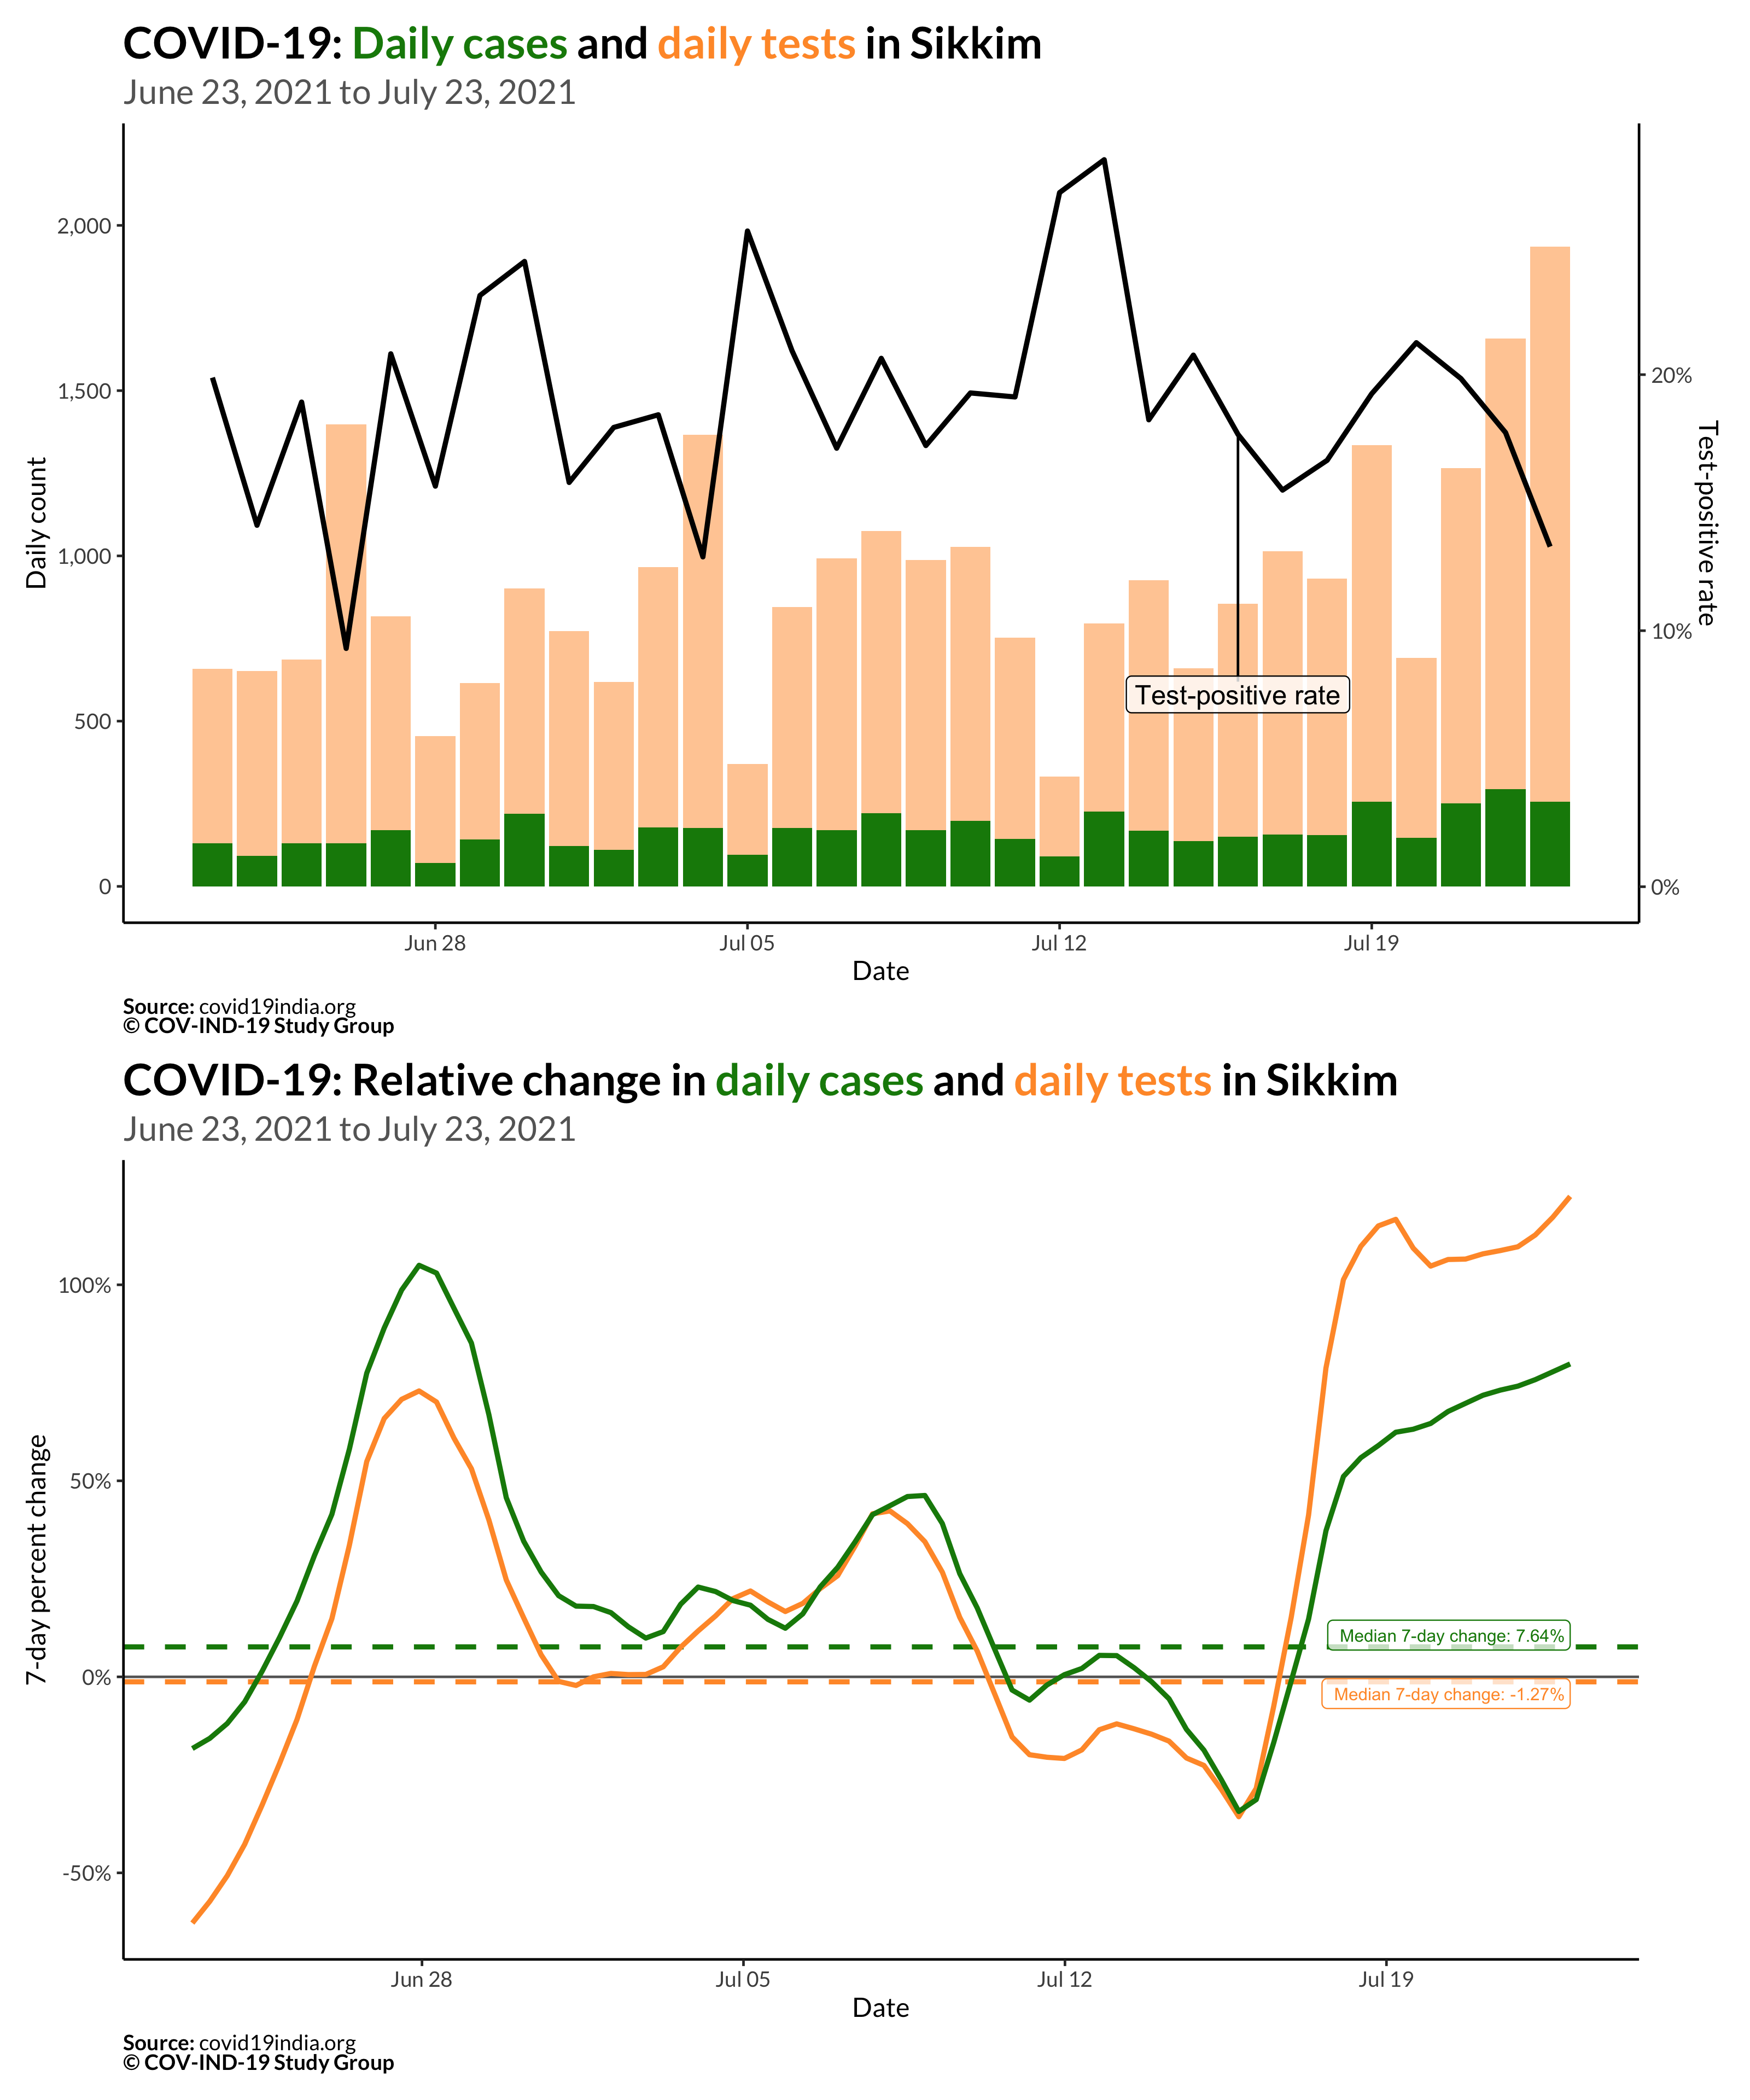 COVID-19: Daily cases and daily tests in Sikkim
June 23, 2021 to July 23, 2021
2,000
1,500
1,000
500
0
Daily count
20%
10%
0%
Test-positive rate
Test-positive rate
Jun 28
Jul 05
Jul 12
Jul 19
Date
Source: covid19india.org
© COV-IND-19 Study Group
COVID-19: Relative change in daily cases and daily tests in Sikkim
June 23, 2021 to July 23, 2021
100%
50%
0%
-50%
7-day percent change
Median 7-day change: 7.64%
Median 7-day change: -1.27%
Jun 28
Jul 05
Jul 12
Jul 19
Date
Source: covid19india.org
© COV-IND-19 Study Group